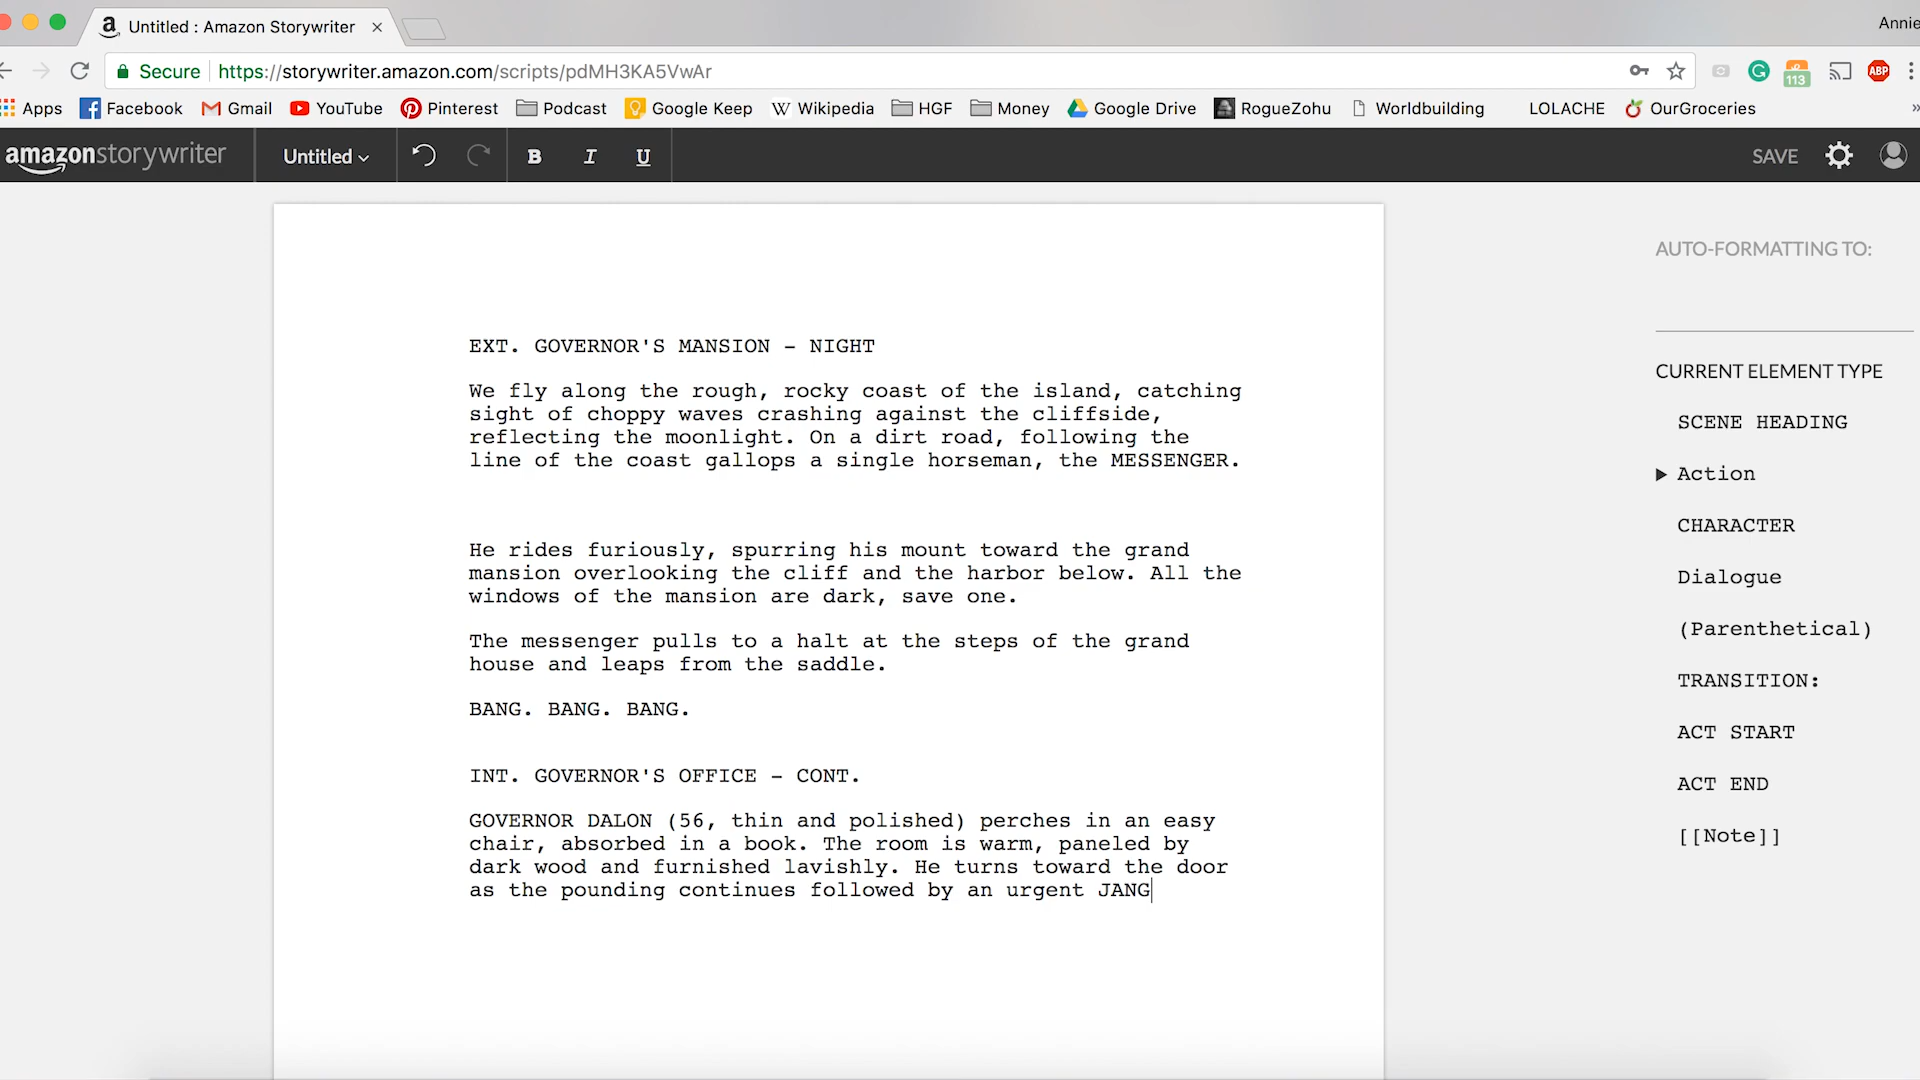 Untitled : Amazon Storywriter
Annie
Secure https://storywriter.amazon.com/scripts/pdMH3KA5VwAr
113
ABP
Apps Facebook Gmail YouTube Pinterest Podcast Google Keep Wikipedia HGF Money Google Drive RogueZohu Worldbuilding LOLACHE OurGroceries »
amazonstorywriter Untitled B I U SAVE
AUTO-FORMATTING TO:
EXT. GOVERNOR'S MANSION - NIGHT
We fly along the rough, rocky coast of the island, catching
sight of choppy waves crashing against the cliffside,
reflecting the moonlight. On a dirt road, following the
line of the coast gallops a single horseman, the MESSENGER.
He rides furiously, spurring his mount toward the grand
mansion overlooking the cliff and the harbor below. All the
windows of the mansion are dark, save one.
The messenger pulls to a halt at the steps of the grand
house and leaps from the saddle.
BANG. BANG. BANG.
INT. GOVERNOR'S OFFICE - CONT.
GOVERNOR DALON (56, thin and polished) perches in an easy
chair, absorbed in a book. The room is warm, paneled by
dark wood and furnished lavishly. He turns toward the door
as the pounding continues followed by an urgent JANG
CURRENT ELEMENT TYPE
SCENE HEADING
Action
CHARACTER
Dialogue
(Parenthetical)
TRANSITION:
ACT START
ACT END
[[Note]]